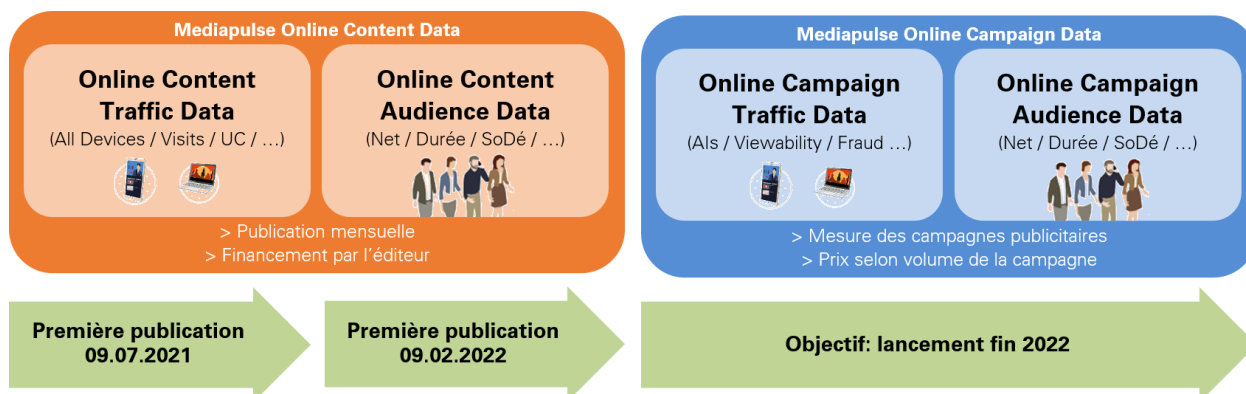 Mediapulse Online Content Data
Online Content
Traffic Data
(All Devices / Visits / UC / …)
Online Content
Audience Data
(Net / Durée / SoDé / …)
> Publication mensuelle
> Financement par l'éditeur
Mediapulse Online Campaign Data
Online Campaign
Traffic Data
(AIs / Viewability / Fraud …)
Online Campaign
Audience Data
(Net / Durée / SoDé / …)
> Mesure des campagnes publicitaires
> Prix selon volume de la campagne
Première publication
09.07.2021
Première publication
09.02.2022
Objectif: lancement fin 2022